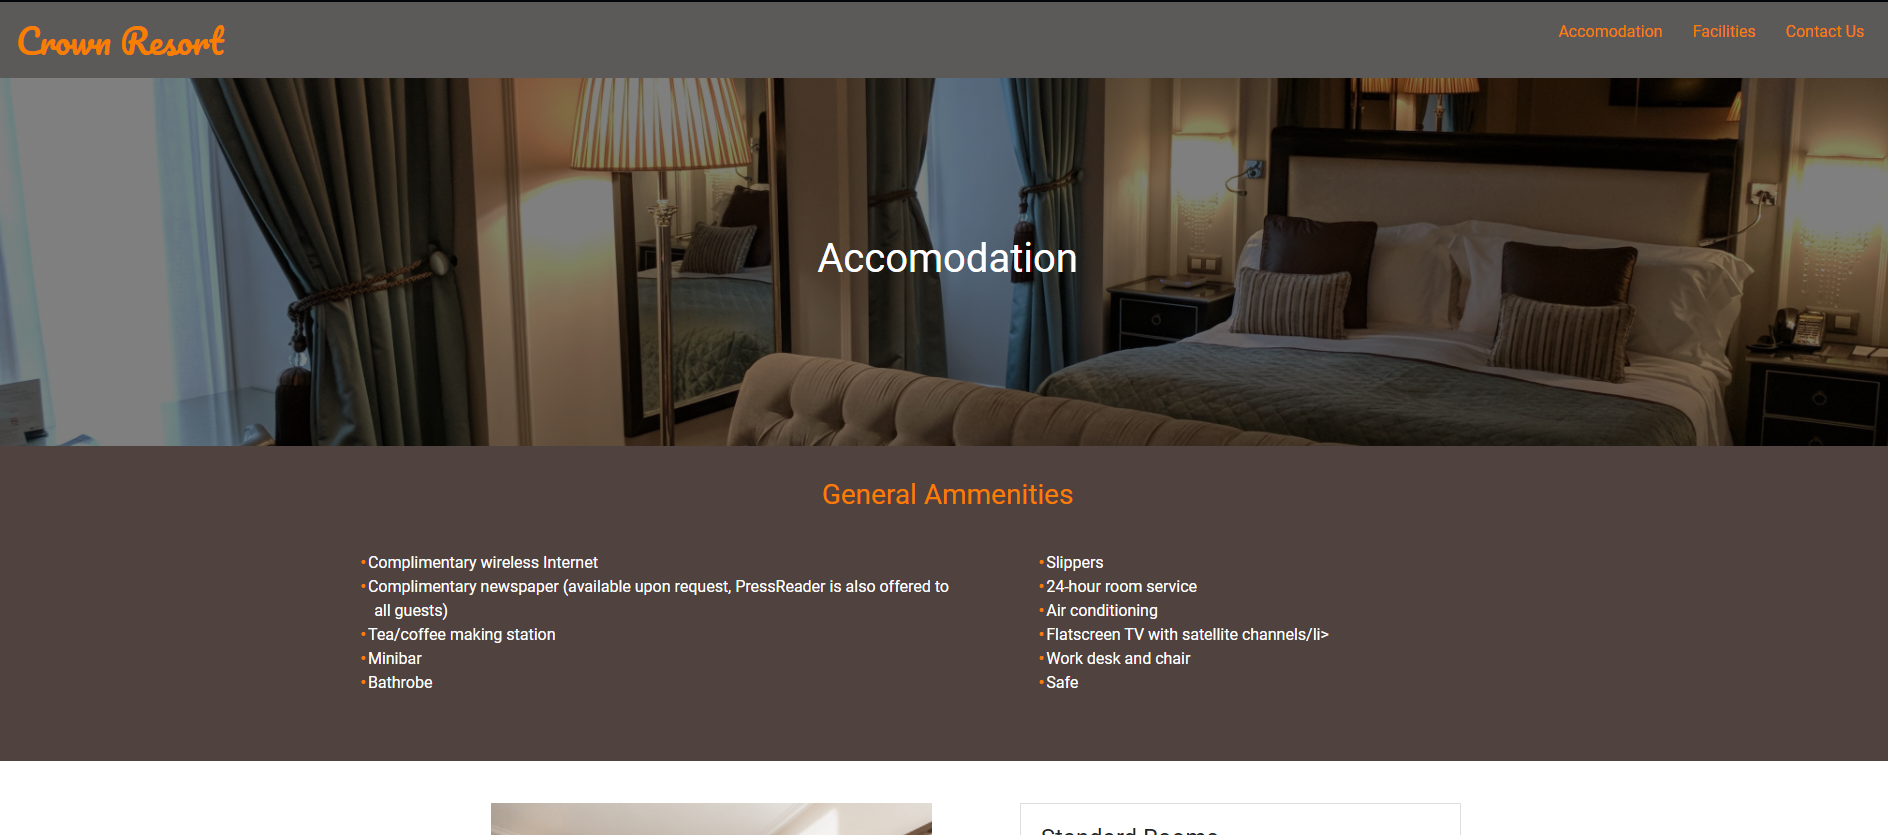 Crown Resort
Accomodation Facilities Contact Us
Accomodation
General Ammenities
•Complimentary wireless Internet
•Complimentary newspaper (available upon request, PressReader is also offered to
all guests)
•Tea/coffee making station
•Minibar
•Bathrobe
•Slippers
•24-hour room service
•Air conditioning
•Flatscreen TV with satellite channels/li>
•Work desk and chair
•Safe
Standard Rooms